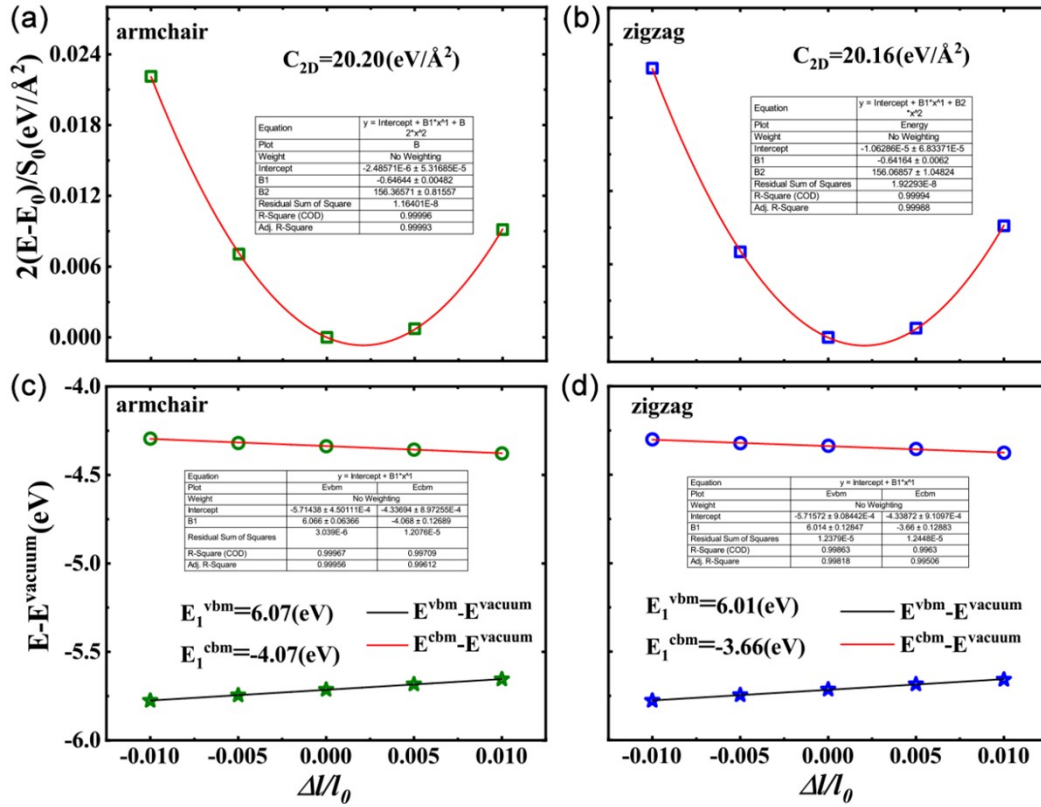 (a)
armchair
C2D=20.20(eV/Å2)
Equation y = Intercept + B1*x^1 + B
2*x^2
Plot B
Weight No Weighting
Intercept -2.48571E-6 ± 5.31685E-5
B1 -0.64644 ± 0.00482
B2 156.36571 ± 0.81557
Residual Sum of Square 1.16401E-8
R-Square (COD) 0.99996
Adj. R-Square 0.99993
2(E-E0)/S0(eV/Å2)
0.024
0.018
0.012
0.006
0.000
(b)
zigzag
C2D=20.16(eV/Å2)
Equation y = Intercept + B1*x^1 + B2
*x^2
Plot Energy
Weight No Weighting
Intercept -1.06286E-5 ± 6.83371E-5
B1 -0.64164 ± 0.0062
B2 156.06857 ± 1.04824
Residual Sum of Squares 1.92293E-8
R-Square (COD) 0.99994
Adj. R-Square 0.99988
(c)
armchair
Equation y = Intercept + B1*x^1
Plot Evbm Ecbm
Weight No Weighting
Intercept -5.71438 ± 4.50111E-4 -4.33694 ± 8.97255E-4
B1 6.066 ± 0.06366 -4.068 ± 0.12689
Residual Sum of Squares 3.039E-6 1.2076E-5
R-Square (COD) 0.99967 0.99709
Adj. R-Square 0.99956 0.99612
E1vbm=6.07(eV)
E1cbm=-4.07(eV)
Evbm-Evacuum
Ecbm-Evacuum
E-Evacuum(eV)
-4.0
-4.5
-5.0
-5.5
-6.0
-0.010 -0.005 0.000 0.005 0.010
Δl/l0
(d)
zigzag
Equation y = Intercept + B1*x^1
Plot Evbm Ecbm
Weight No Weighting
Intercept -5.71572 ± 9.08442E-4 -4.33872 ± 9.1097E-4
B1 6.014 ± 0.12847 -3.66 ± 0.12883
Residual Sum of Squares 1.2379E-5 1.2448E-5
R-Square (COD) 0.99863 0.9963
Adj. R-Square 0.99818 0.99506
E1vbm=6.01(eV)
E1cbm=-3.66(eV)
Evbm-Evacuum
Ecbm-Evacuum
-0.010 -0.005 0.000 0.005 0.010
Δl/l0